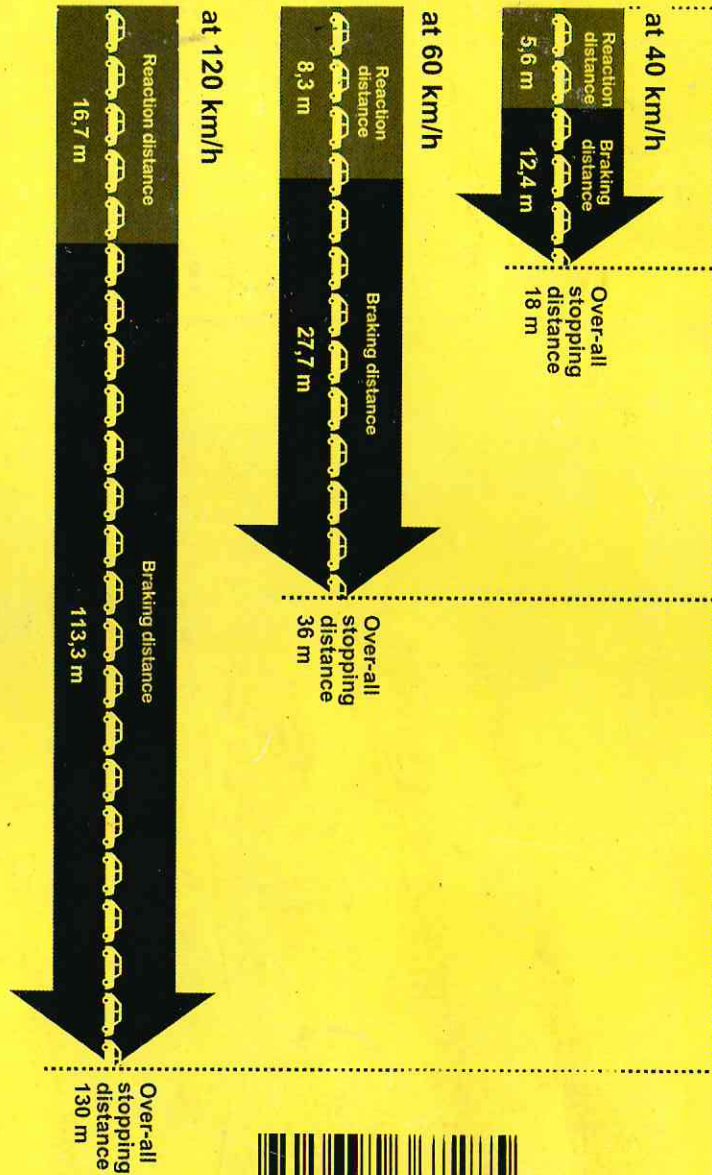 at 40 km/h
Reaction
distance
5,6 m
Braking
distance
12,4 m
Over-all
stopping
distance
18 m
at 60 km/h
Reaction
distance
8,3 m
Braking distance
27,7 m
Over-all
stopping
distance
36 m
at 120 km/h
Reaction distance
16,7 m
Braking distance
113,3 m
Over-all
stopping
distance
130 m